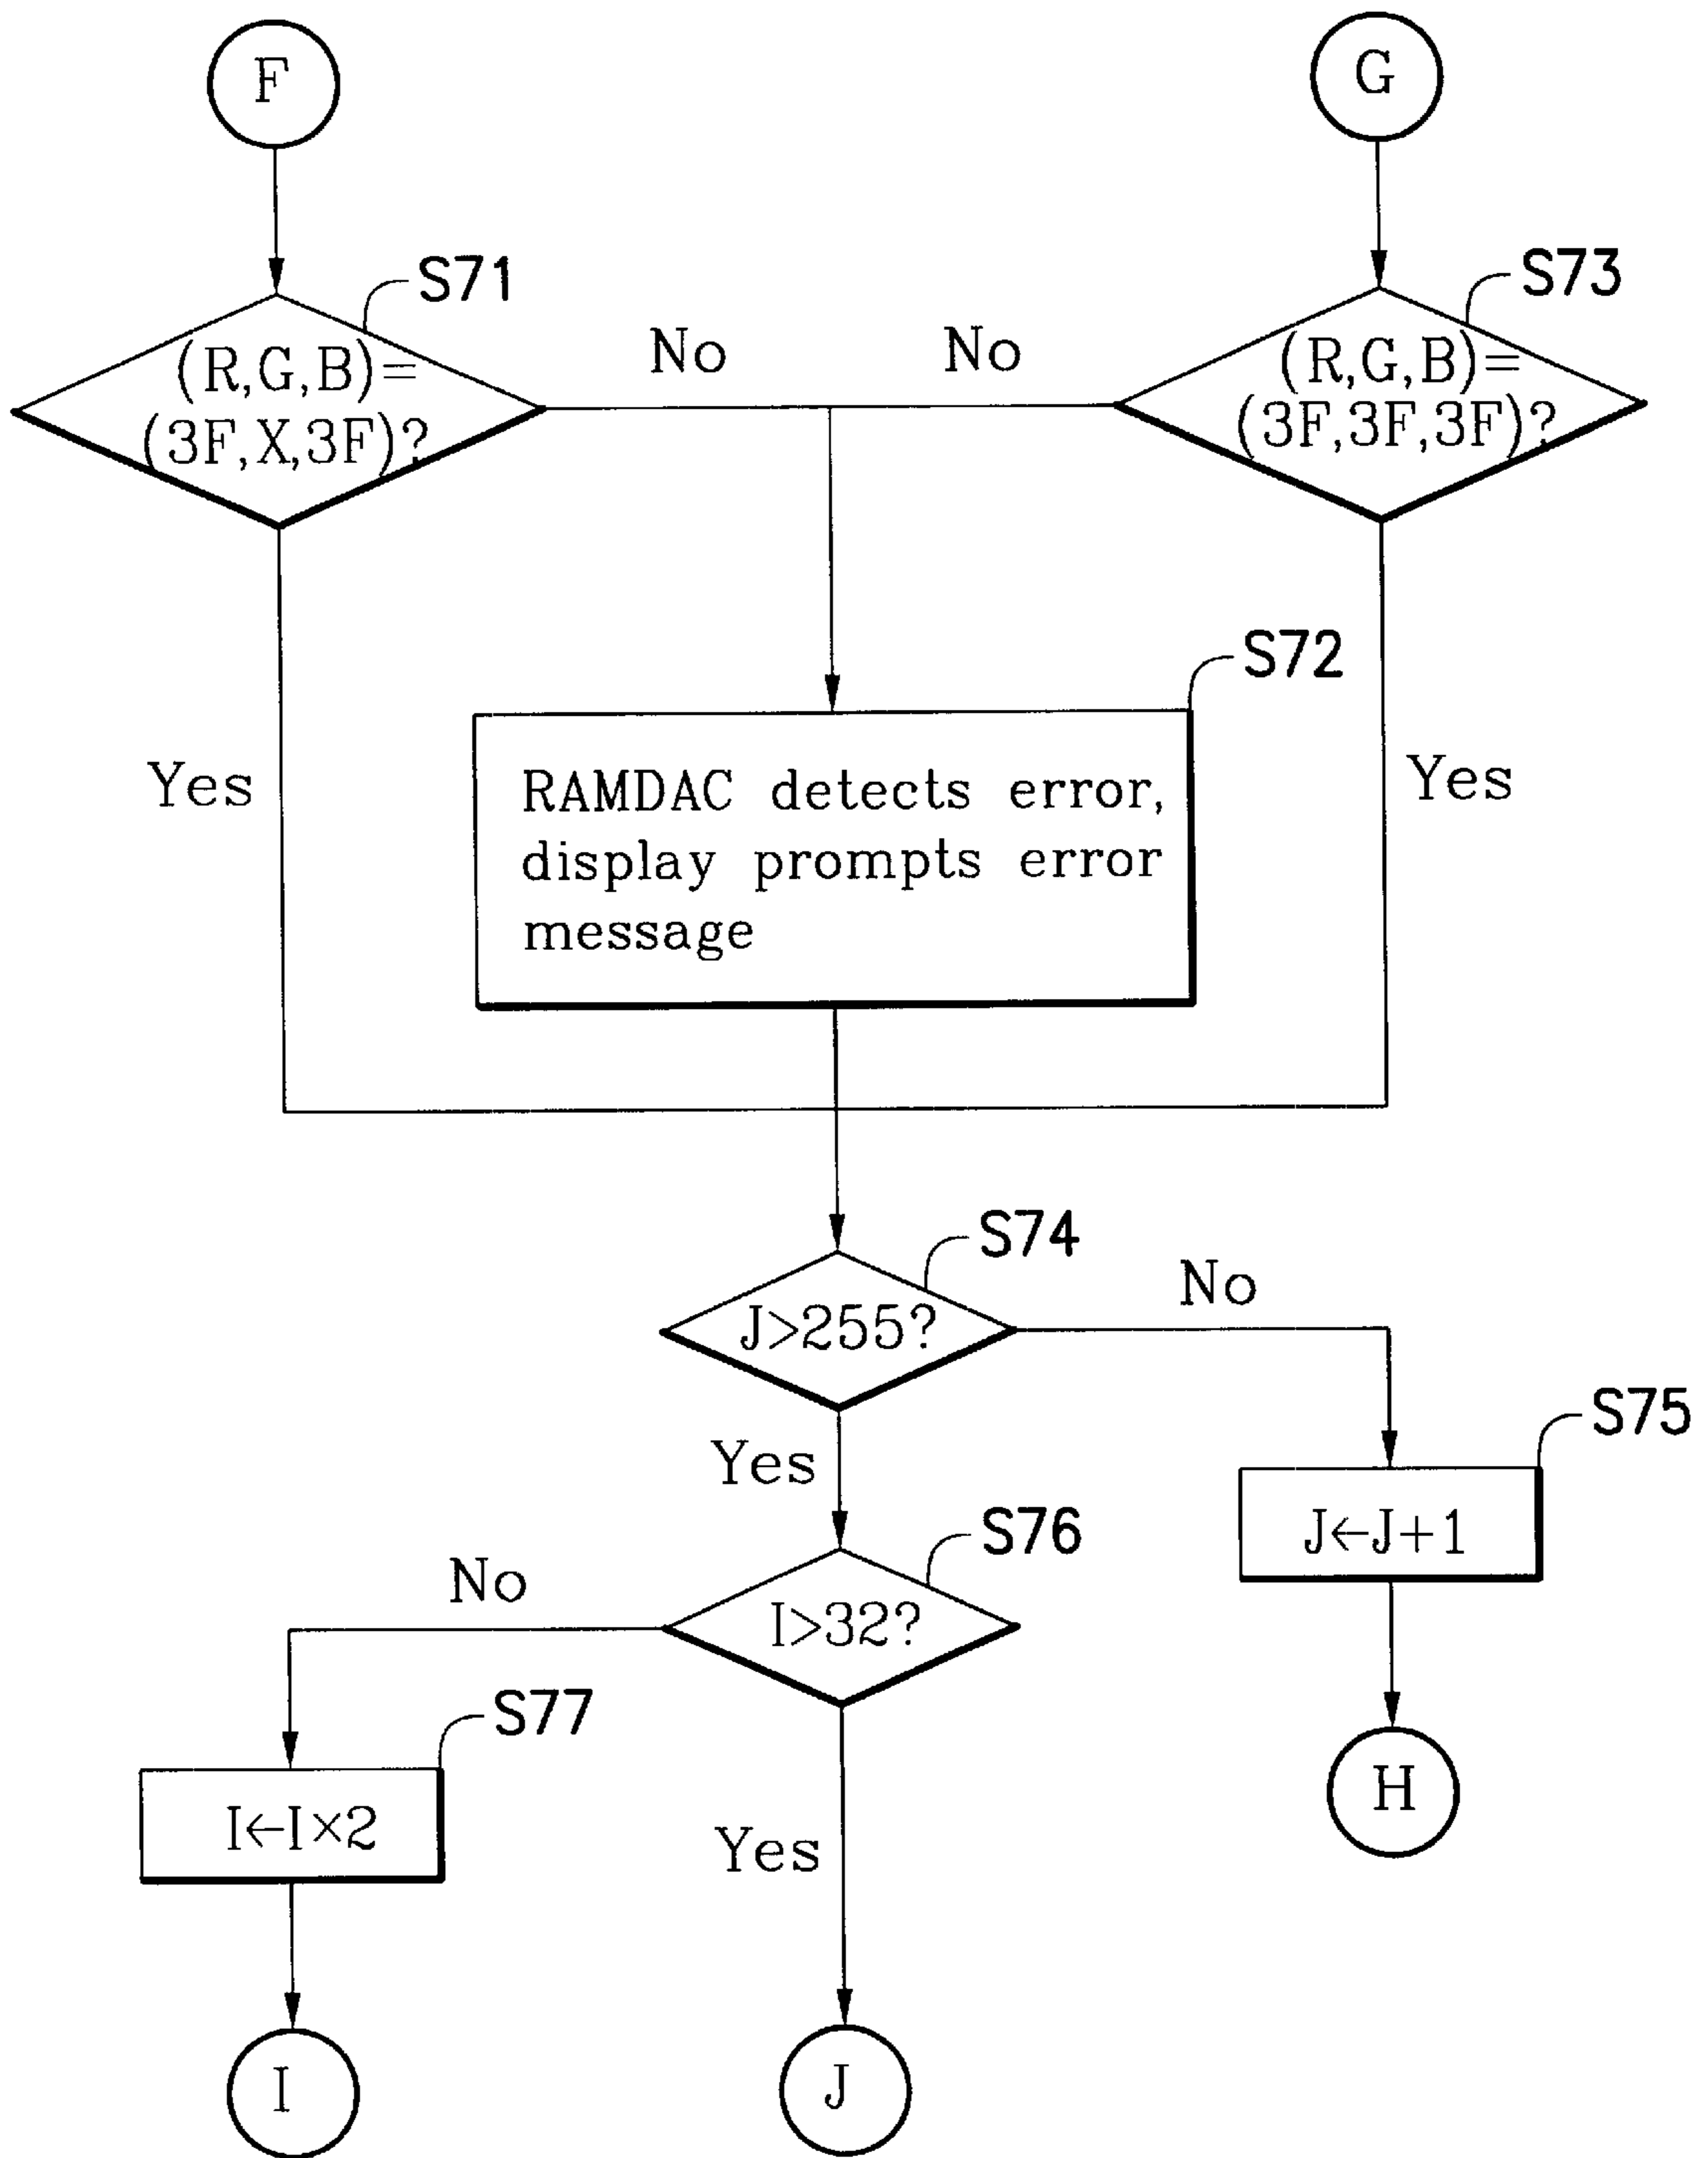 F
G
S71
S73
(R,G,B)=
(3F,X,3F)?
No
No
(R,G,B)=
(3F,3F,3F)?
S72
Yes
RAMDAC detects error,
display prompts error
message
Yes
S74
J>255?
No
Yes
S75
J←J+1
S76
No
I>32?
S77
I←I×2
Yes
H
I
J